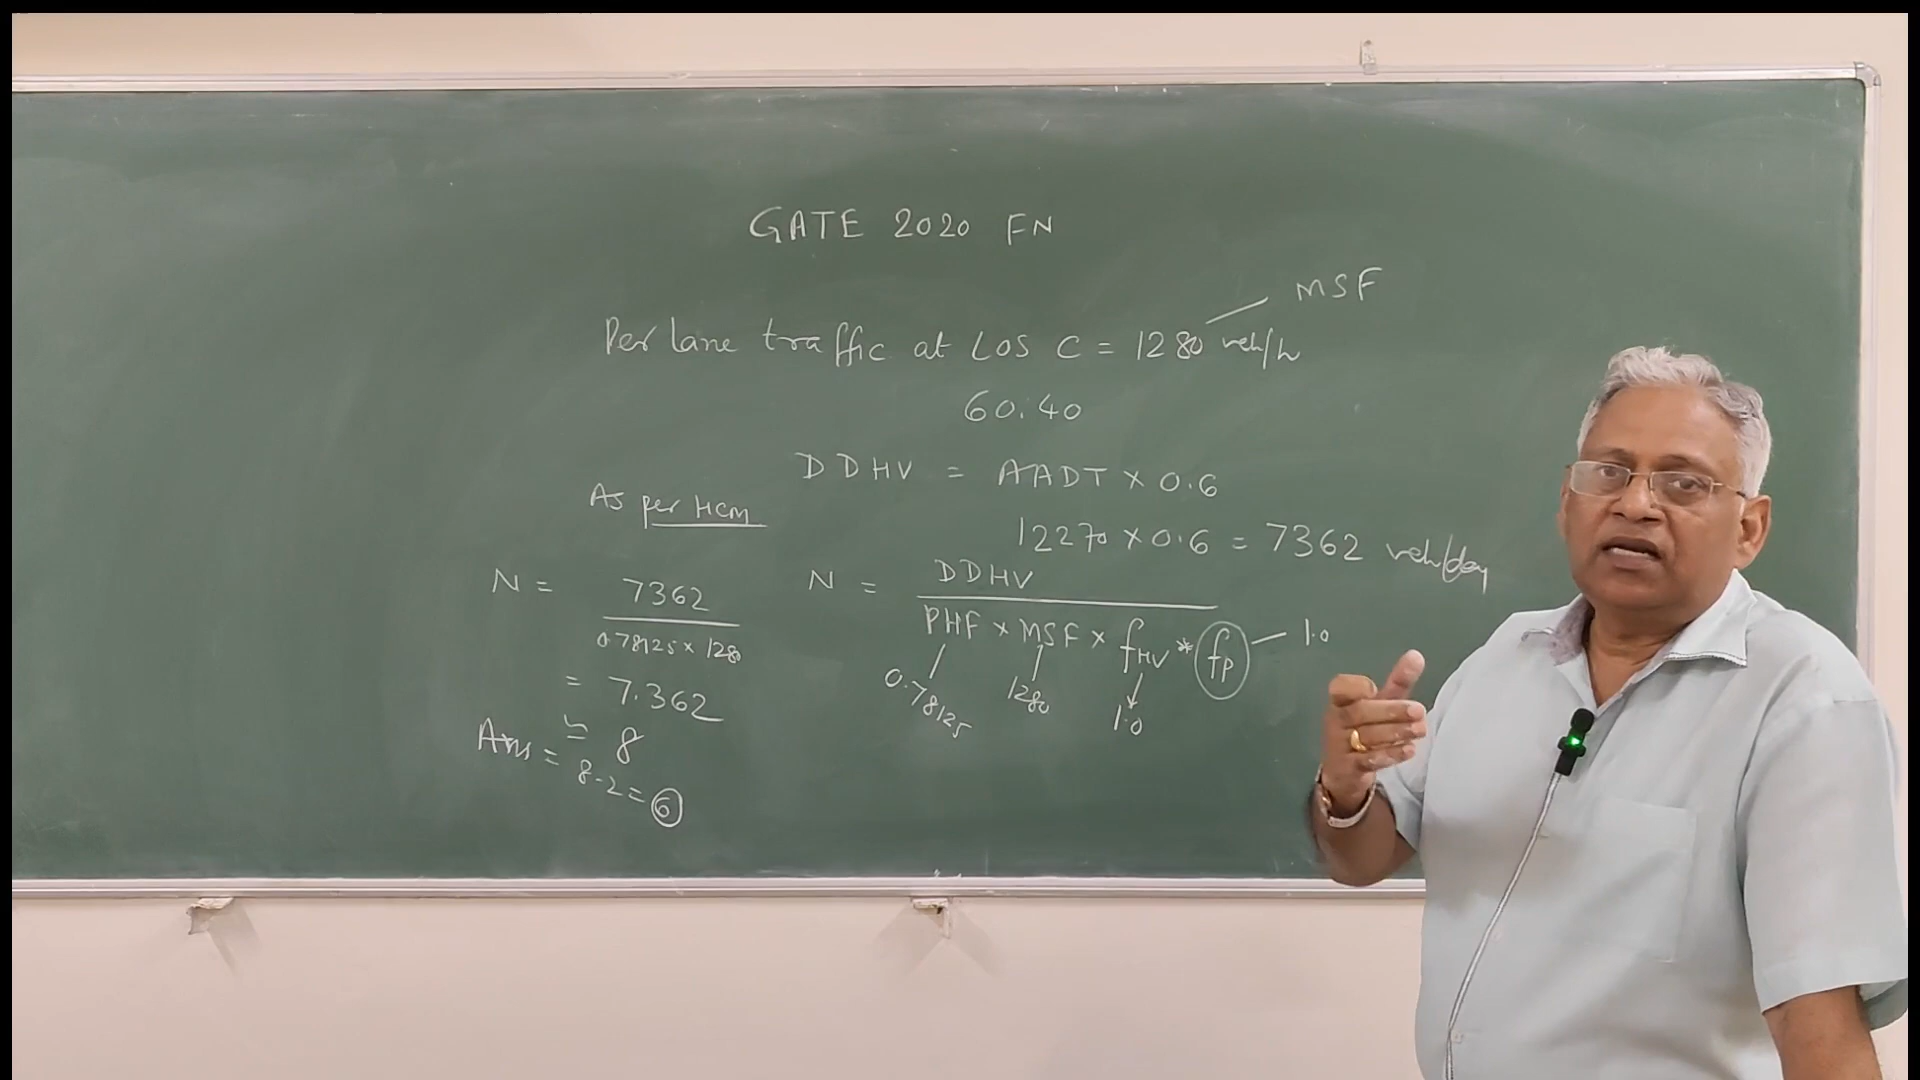 GATE 2020 FN
MSF
Per lane traffic at LOS C = 1280 veh/h
60:40
DDHV = AADT × 0.6
12270 × 0.6 = 7362 veh/day
As per HCM
N = 7362
0.78125 × 1280
= 7.362
≃ 8
Ans = 8-2 = 6
N = DDHV
PHF × MSF × fHV * fP 1.0
0.78125 1280 1.0